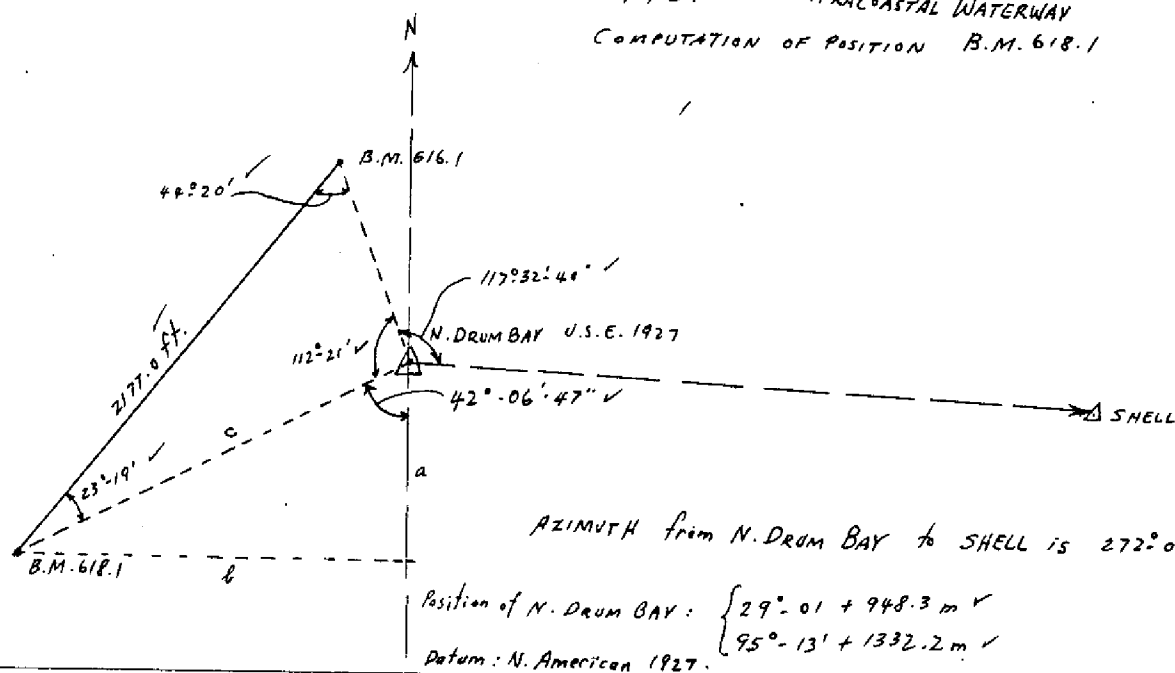 WATERWAY
COMPUTATION OF POSITION B.M. 618.1
N
B.M. 616.1
44°-20' ✓
117°-32'-40" ✓
N. DRUM BAY U.S.E. 1927
2177.0 ft.
112°-21' ✓
42°-06'-47" ✓
SHELL
c
a
23°-19' ✓
AZIMUTH from N. DRUM BAY to SHELL is 272°-0
B.M. 618.1
b
Position of N. DRUM BAY: { 29°-01 + 948.3 m ✓
95°-13' + 1332.2 m ✓
Datum: N. American 1927.